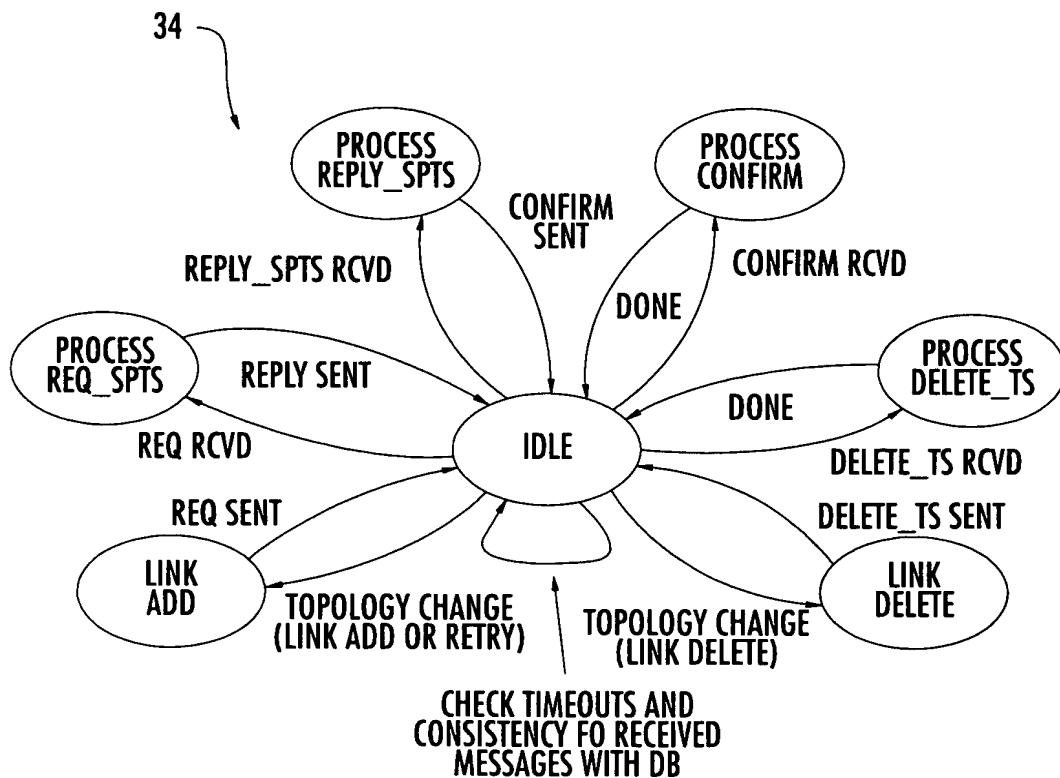 34
PROCESS
REPLY_SPTS
PROCESS
CONFIRM
CONFIRM
SENT
REPLY_SPTS RCVD
CONFIRM RCVD
DONE
PROCESS
REQ_SPTS
REPLY SENT
PROCESS
DELETE_TS
DONE
REQ RCVD
IDLE
DELETE_TS RCVD
REQ SENT
DELETE_TS SENT
LINK
ADD
LINK
DELETE
TOPOLOGY CHANGE
(LINK ADD OR RETRY)
TOPOLOGY CHANGE
(LINK DELETE)
CHECK TIMEOUTS AND
CONSISTENCY FO RECEIVED
MESSAGES WITH DB